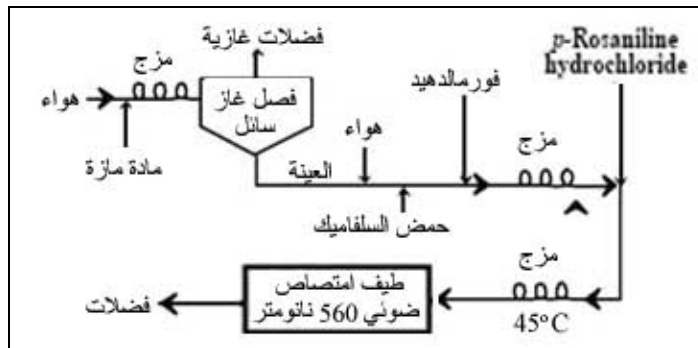 فضلات غازية
مزج
هواء
مادة مازة
فصل غاز
سائل
العينة
هواء
حمض السلفاميك
فورمالدهيد
مزج
p-Rosaniline
hydrochloride
مزج
45°C
طيف امتصاص
ضوئي 560 نانومتر
فضلات